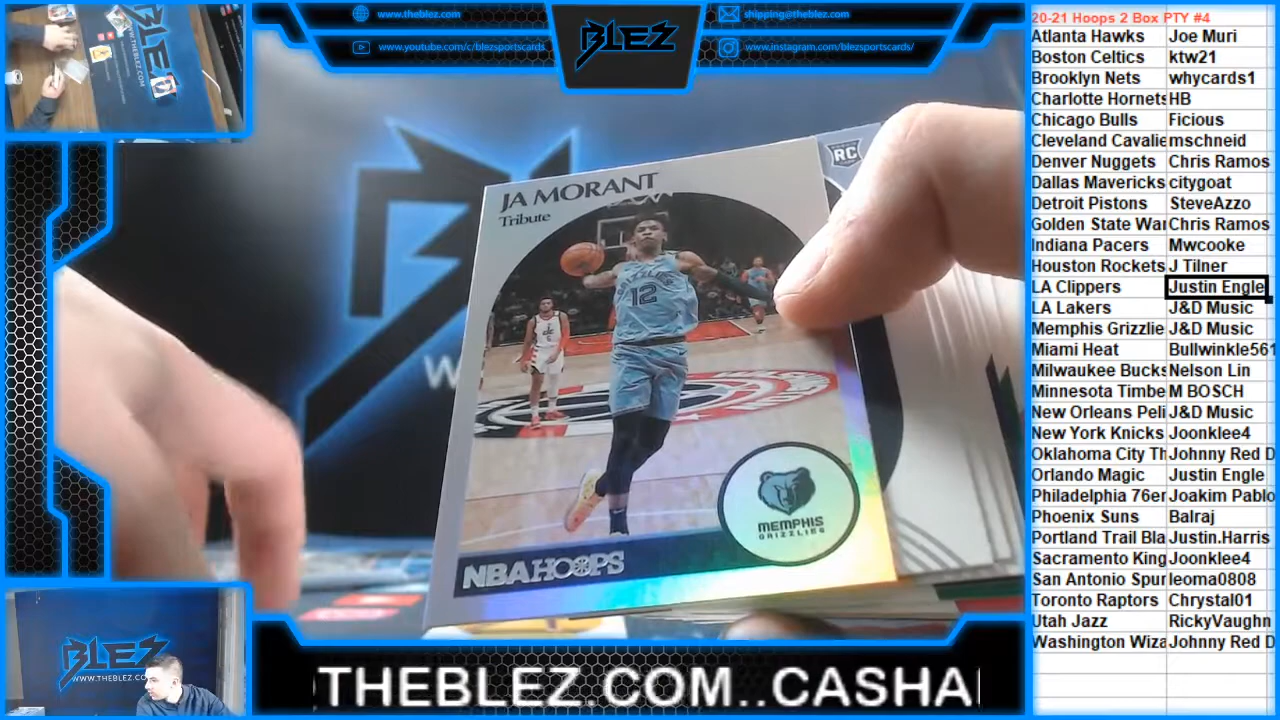 www.theblez.com
shipping@theblez.com
www.youtube.com/c/blezsportscards
www.instagram.com/blezsportscards/
BLEZ
JA MORANT
Tribute
RC
GRIZZLIES
12
MEMPHIS
GRIZZLIES
NBA HOOPS
W
BLEZ
WWW.THEBLEZ.COM
THEBLEZ.COM..CASHA
20-21 Hoops 2 Box PTY #4
Atlanta Hawks Joe Muri
Boston Celtics ktw21
Brooklyn Nets whycards1
Charlotte Hornets HB
Chicago Bulls Ficious
Cleveland Cavalie mschneid
Denver Nuggets Chris Ramos
Dallas Mavericks citygoat
Detroit Pistons SteveAzzo
Golden State War Chris Ramos
Indiana Pacers Mwcooke
Houston Rockets J Tilner
LA Clippers Justin Engle
LA Lakers J&D Music
Memphis Grizzlie J&D Music
Miami Heat Bullwinkle561
Milwaukee Bucks Nelson Lin
Minnesota Timbe M BOSCH
New Orleans Peli J&D Music
New York Knicks Joonklee4
Oklahoma City Th Johnny Red D
Orlando Magic Justin Engle
Philadelphia 76er Joakim Pablo
Phoenix Suns Balraj
Portland Trail Bla Justin.Harris
Sacramento King Joonklee4
San Antonio Spur leoma0808
Toronto Raptors Chrystal01
Utah Jazz RickyVaughn
Washington Wiza Johnny Red D